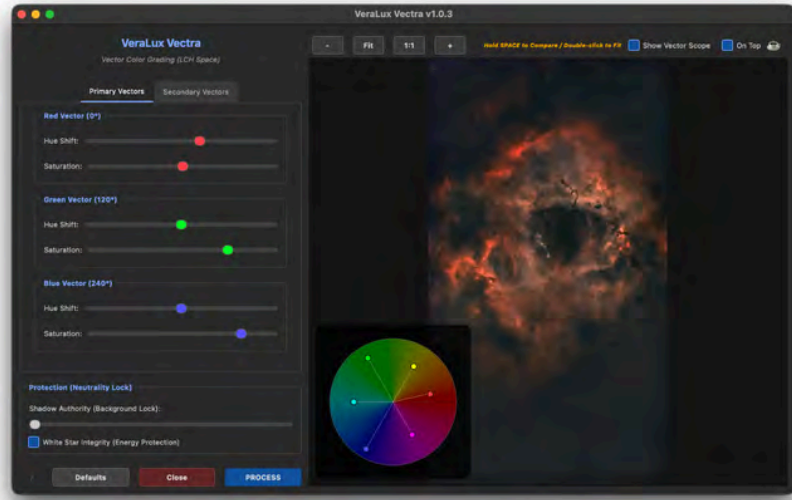 VeraLux Vectra v1.0.3
VeraLux Vectra
Vector Color Grading (LCH Space)
- Fit 1:1 + Hold SPACE to Compare / Double-click to Fit Show Vector Scope On Top
Primary Vectors Secondary Vectors
Red Vector (0°)
Hue Shift:
Saturation:
Green Vector (120°)
Hue Shift:
Saturation:
Blue Vector (240°)
Hue Shift:
Saturation:
Protection (Neutrality Lock)
Shadow Authority (Background Lock):
White Star Integrity (Energy Protection)
Defaults Close PROCESS